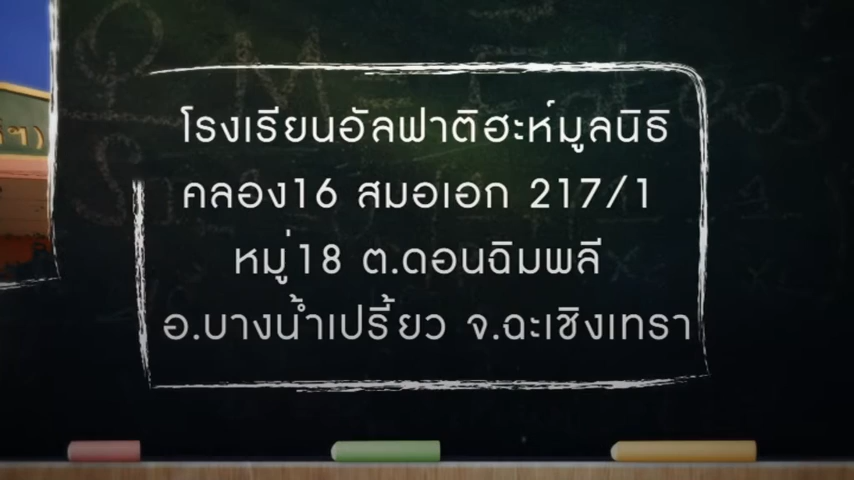 โรงเรียนอัลฟาติฮะห์มูลนิธิ
คลอง16 สมอเอก 217/1
หมู่18 ต.ดอนฉิมพลี
อ.บางน้ำเปรี้ยว จ.ฉะเชิงเทรา